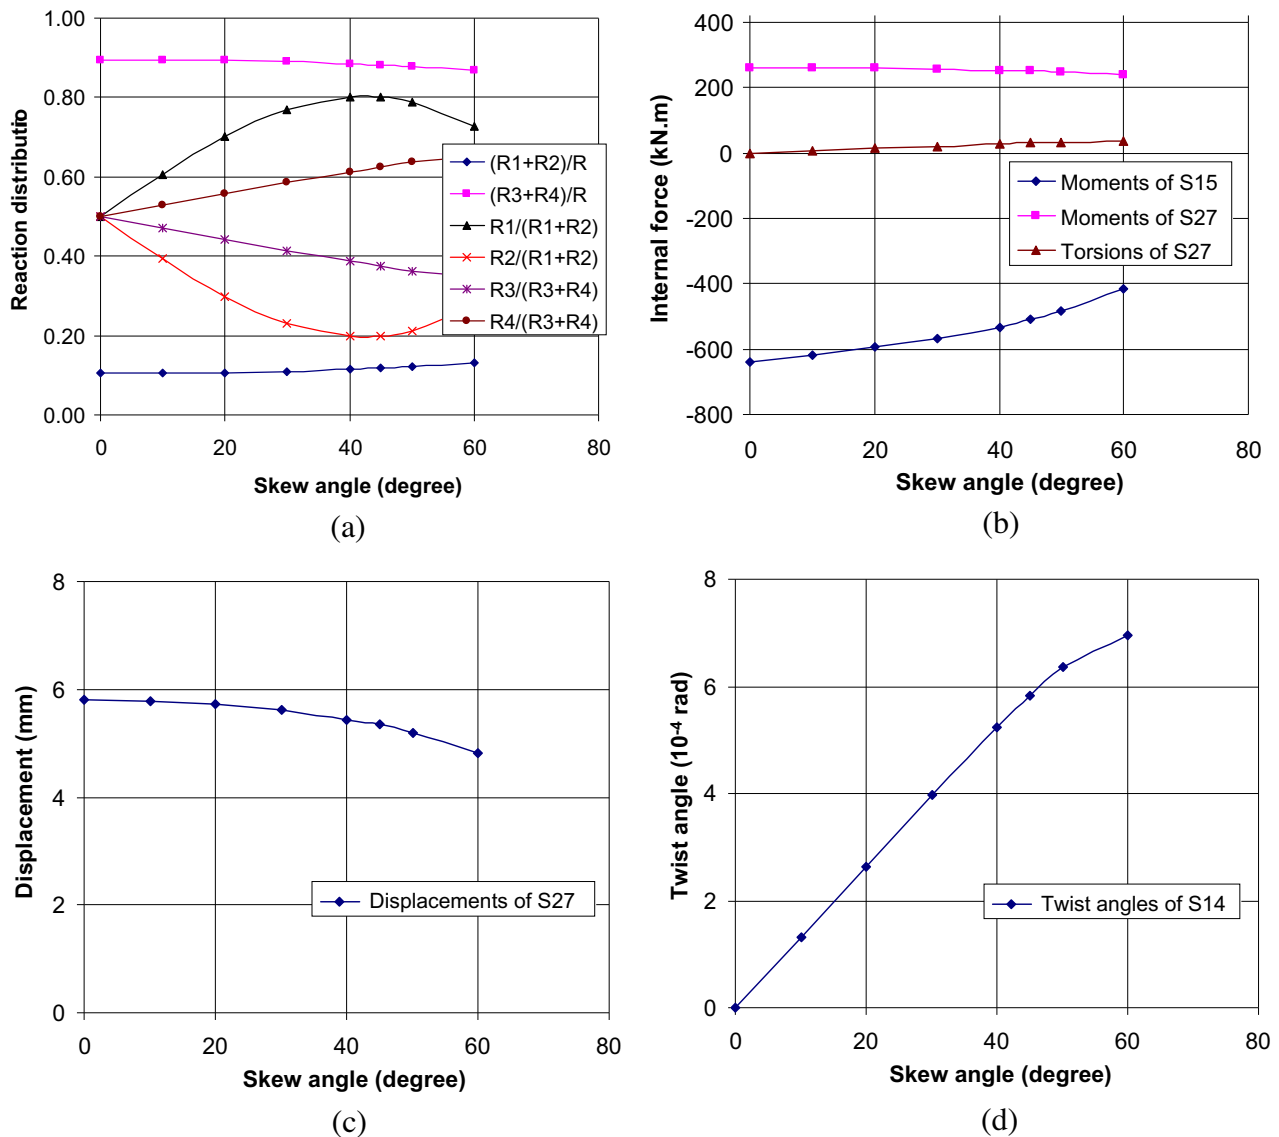 1.00
0.80
0.60
0.40
0.20
0.00
Reaction distributio
(R1+R2)/R
(R3+R4)/R
R1/(R1+R2)
R2/(R1+R2)
R3/(R3+R4)
R4/(R3+R4)
0 20 40 60 80
Skew angle (degree)
(a)
400
200
0
-200
-400
-600
-800
Internal force (kN.m)
Moments of S15
Moments of S27
Torsions of S27
0 20 40 60 80
Skew angle (degree)
(b)
8
6
4
2
0
Displacement (mm)
Displacements of S27
0 20 40 60 80
Skew angle (degree)
(c)
8
6
4
2
0
Twist angle (10⁻⁴ rad)
Twist angles of S14
0 20 40 60 80
Skew angle (degree)
(d)